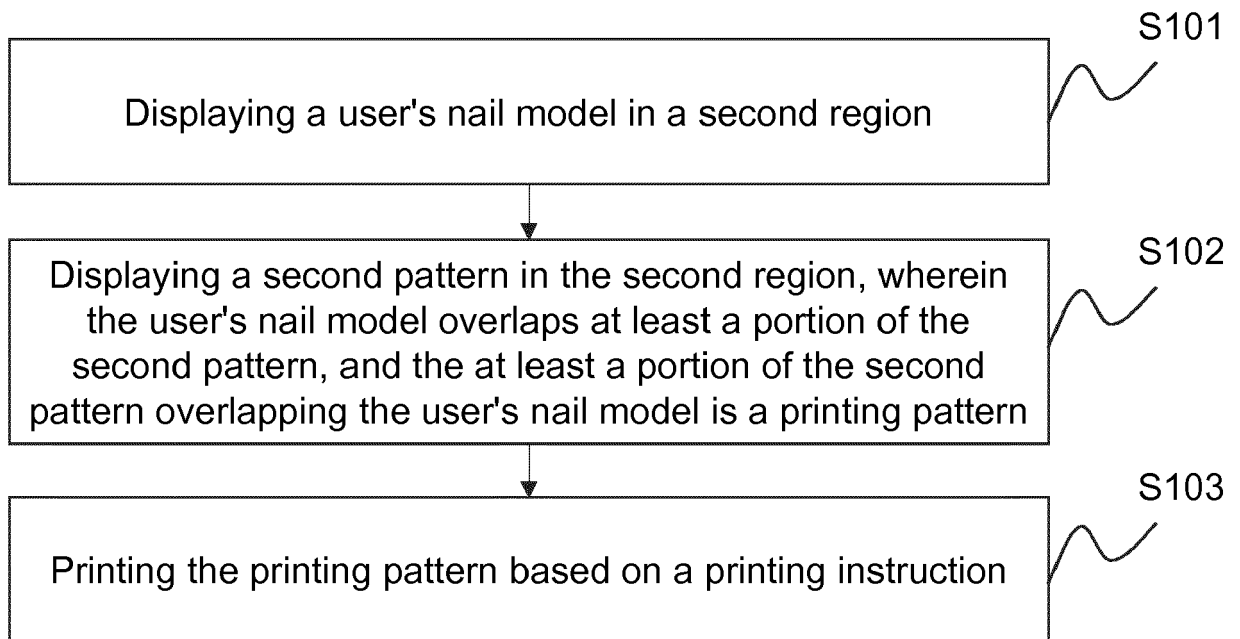 S101
Displaying a user's nail model in a second region
S102
Displaying a second pattern in the second region, wherein
the user's nail model overlaps at least a portion of the
second pattern, and the at least a portion of the second
pattern overlapping the user's nail model is a printing pattern
S103
Printing the printing pattern based on a printing instruction